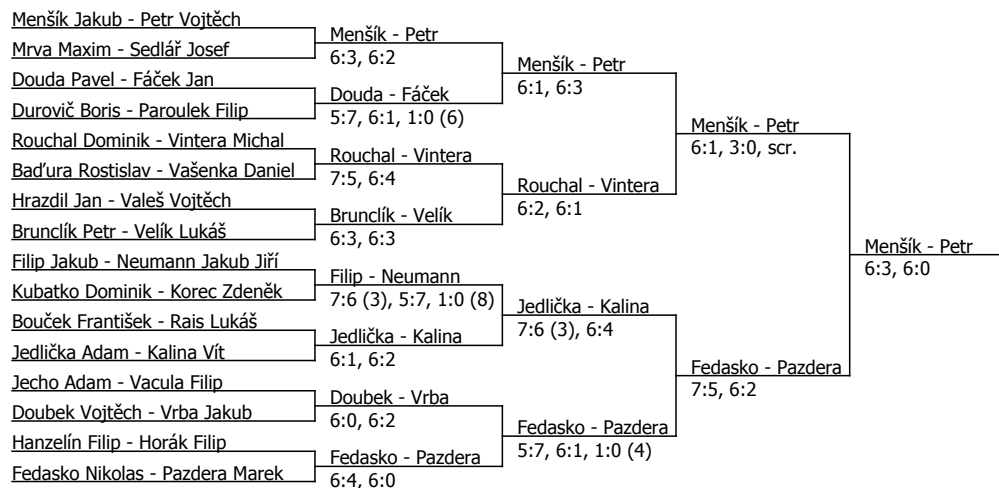 Menšík Jakub - Petr Vojtěch
Mrva Maxim - Sedlář Josef
Douda Pavel - Fáček Jan
Durovič Boris - Paroulek Filip
Rouchal Dominik - Vintera Michal
Baďura Rostislav - Vašenka Daniel
Hrazdil Jan - Valeš Vojtěch
Brunclík Petr - Velík Lukáš
Filip Jakub - Neumann Jakub Jiří
Kubatko Dominik - Korec Zdeněk
Bouček František - Rais Lukáš
Jedlička Adam - Kalina Vít
Jecho Adam - Vacula Filip
Doubek Vojtěch - Vrba Jakub
Hanzelín Filip - Horák Filip
Fedasko Nikolas - Pazdera Marek
Menšík - Petr
6:3, 6:2
Douda - Fáček
5:7, 6:1, 1:0 (6)
Rouchal - Vintera
7:5, 6:4
Brunclík - Velík
6:3, 6:3
Filip - Neumann
7:6 (3), 5:7, 1:0 (8)
Jedlička - Kalina
6:1, 6:2
Doubek - Vrba
6:0, 6:2
Fedasko - Pazdera
6:4, 6:0
Menšík - Petr
6:1, 6:3
Rouchal - Vintera
6:2, 6:1
Jedlička - Kalina
7:6 (3), 6:4
Fedasko - Pazdera
5:7, 6:1, 1:0 (4)
Menšík - Petr
6:1, 3:0, scr.
Fedasko - Pazdera
7:5, 6:2
Menšík - Petr
6:3, 6:0